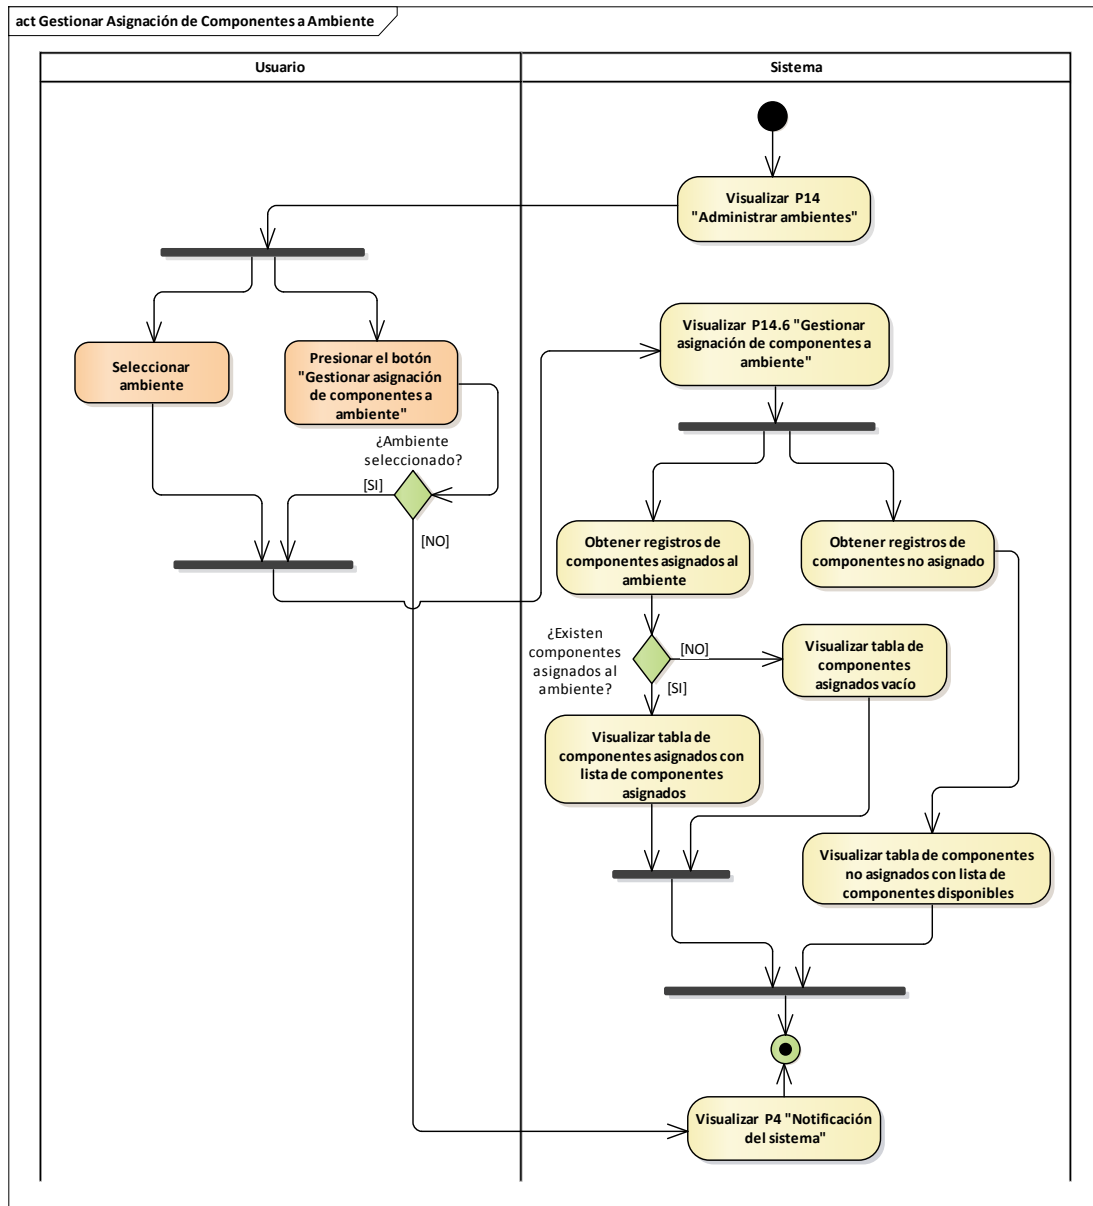 act Gestionar Asignación de Componentes a Ambiente
Usuario
Sistema
Visualizar P14
"Administrar ambientes"
Seleccionar
ambiente
Presionar el botón
"Gestionar asignación
de componentes a
ambiente"
Visualizar P14.6 "Gestionar
asignación de componentes a
ambiente"
¿Ambiente
seleccionado?
[SI]
[NO]
Obtener registros de
componentes asignados al
ambiente
Obtener registros de
componentes no asignado
¿Existen
componentes
asignados al
ambiente?
[NO]
[SI]
Visualizar tabla de
componentes
asignados vacío
Visualizar tabla de
componentes asignados con
lista de componentes
asignados
Visualizar tabla de componentes
no asignados con lista de
componentes disponibles
Visualizar P4 "Notificación
del sistema"